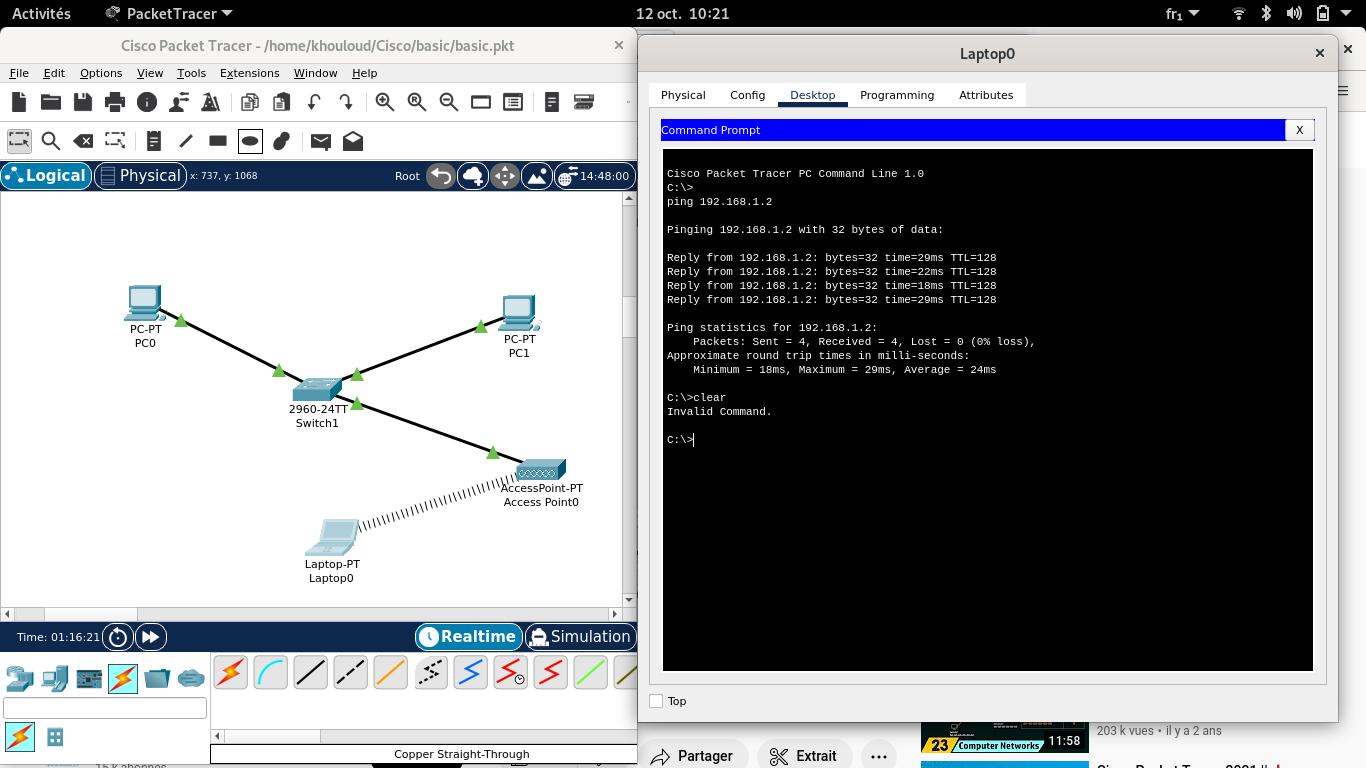 Activités
PacketTracer
12 oct. 10:21
fr₁
Cisco Packet Tracer - /home/khouloud/Cisco/basic/basic.pkt
File Edit Options View Tools Extensions Window Help
Logical
Physical
x: 737, y: 1068
Root
14:48:00
PC-PT
PC0
PC-PT
PC1
2960-24TT
Switch1
AccessPoint-PT
Access Point0
Laptop-PT
Laptop0
Time: 01:16:21
Realtime
Simulation
Copper Straight-Through
Laptop0
Physical Config Desktop Programming Attributes
Command Prompt
X
Cisco Packet Tracer PC Command Line 1.0
C:\>
ping 192.168.1.2
Pinging 192.168.1.2 with 32 bytes of data:
Reply from 192.168.1.2: bytes=32 time=29ms TTL=128
Reply from 192.168.1.2: bytes=32 time=22ms TTL=128
Reply from 192.168.1.2: bytes=32 time=18ms TTL=128
Reply from 192.168.1.2: bytes=32 time=29ms TTL=128
Ping statistics for 192.168.1.2:
Packets: Sent = 4, Received = 4, Lost = 0 (0% loss),
Approximate round trip times in milli-seconds:
Minimum = 18ms, Maximum = 29ms, Average = 24ms
C:\>clear
Invalid Command.
C:\>
Top
Partager
Extrait
23 Computer Networks
11:58
203 k vues • il y a 2 ans